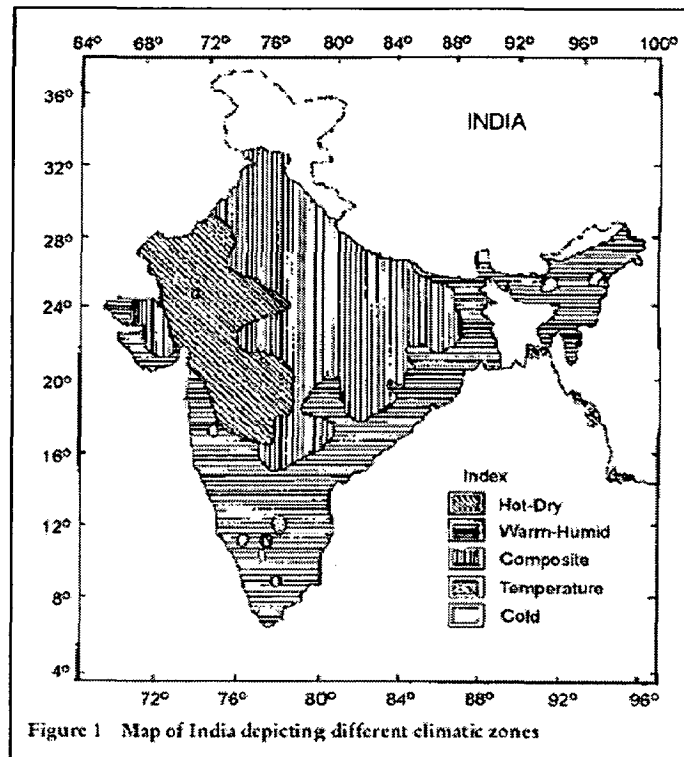 64° 68° 72° 76° 80° 84° 88° 92° 96° 100°
36°
32°
28°
24°
20°
16°
12°
8°
4°
INDIA
Index
Hot-Dry
Warm-Humid
Composite
Temperature
Cold
72° 76° 80° 84° 88° 92° 96°
Figure 1 Map of India depicting different climatic zones